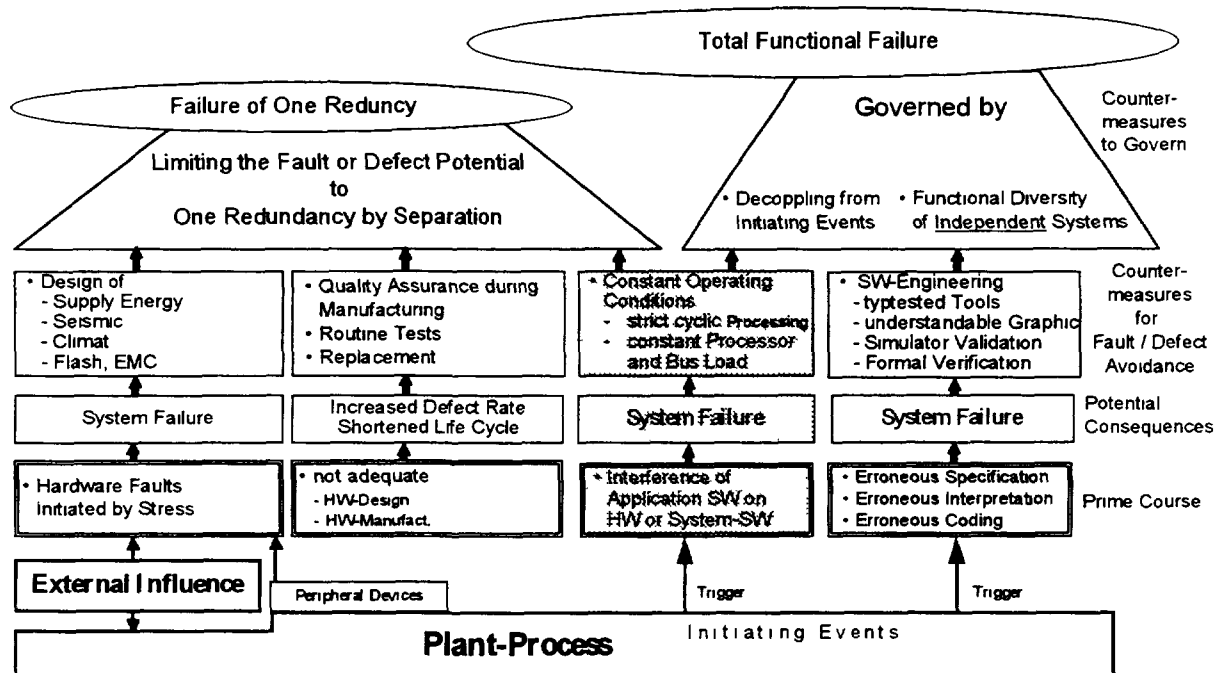 Total Functional Failure
Failure of One Reduncy
Governed by
Counter-
measures
to Govern
Limiting the Fault or Defect Potential
to
One Redundancy by Separation
• Decoppling from
Initiating Events
• Functional Diversity
of Independent Systems
• Design of
- Supply Energy
- Seismic
- Climat
- Flash, EMC
• Quality Assurance during
Manufacturing
• Routine Tests
• Replacement
• Constant Operating
Conditions
- strict cyclic Processing
- constant Processor
and Bus Load
• SW-Engineering
- typtested Tools
- understandable Graphic
- Simulator Validation
- Formal Verification
Counter-
measures
for
Fault / Defect
Avoidance
System Failure
Increased Defect Rate
Shortened Life Cycle
System Failure
System Failure
Potential
Consequences
• Hardware Faults
Initiated by Stress
• not adequate
- HW-Design
- HW-Manufact.
• Interference of
Application SW on
HW or System-SW
• Erroneous Specification
• Erroneous Interpretation
• Erroneous Coding
Prime Course
External Influence
Peripheral Devices
Trigger
Trigger
Plant-Process
Initiating Events